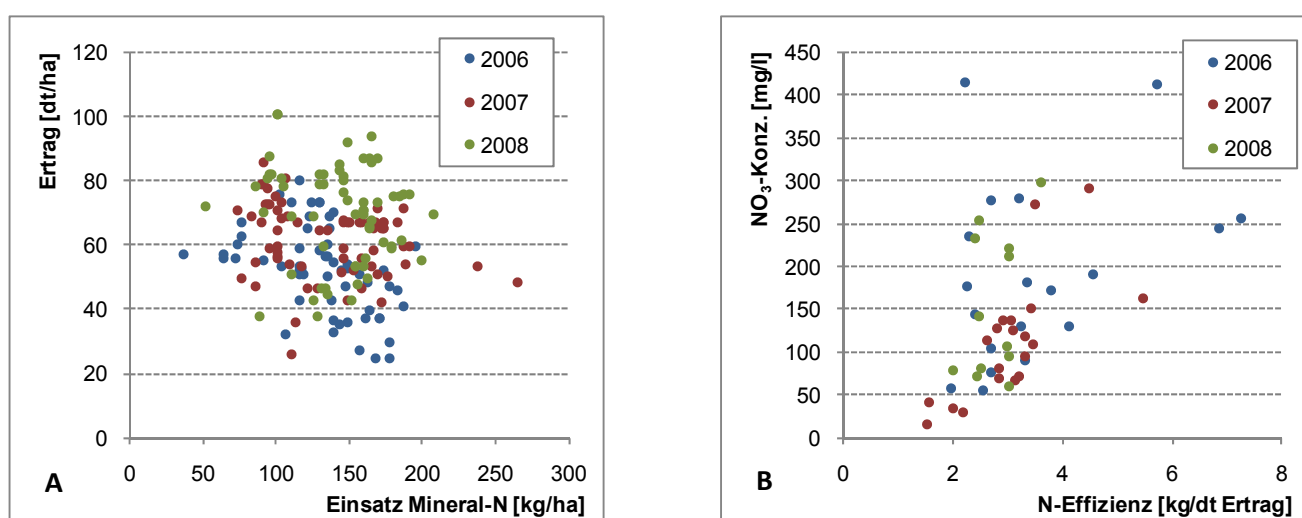 Ertrag [dt/ha]
120
100
80
60
40
20
0
0 50 100 150 200 250 300
Einsatz Mineral-N [kg/ha]
2006
2007
2008
A
NO₃-Konz. [mg/l]
450
400
350
300
250
200
150
100
50
0
0 2 4 6 8
N-Effizienz [kg/dt Ertrag]
2006
2007
2008
B